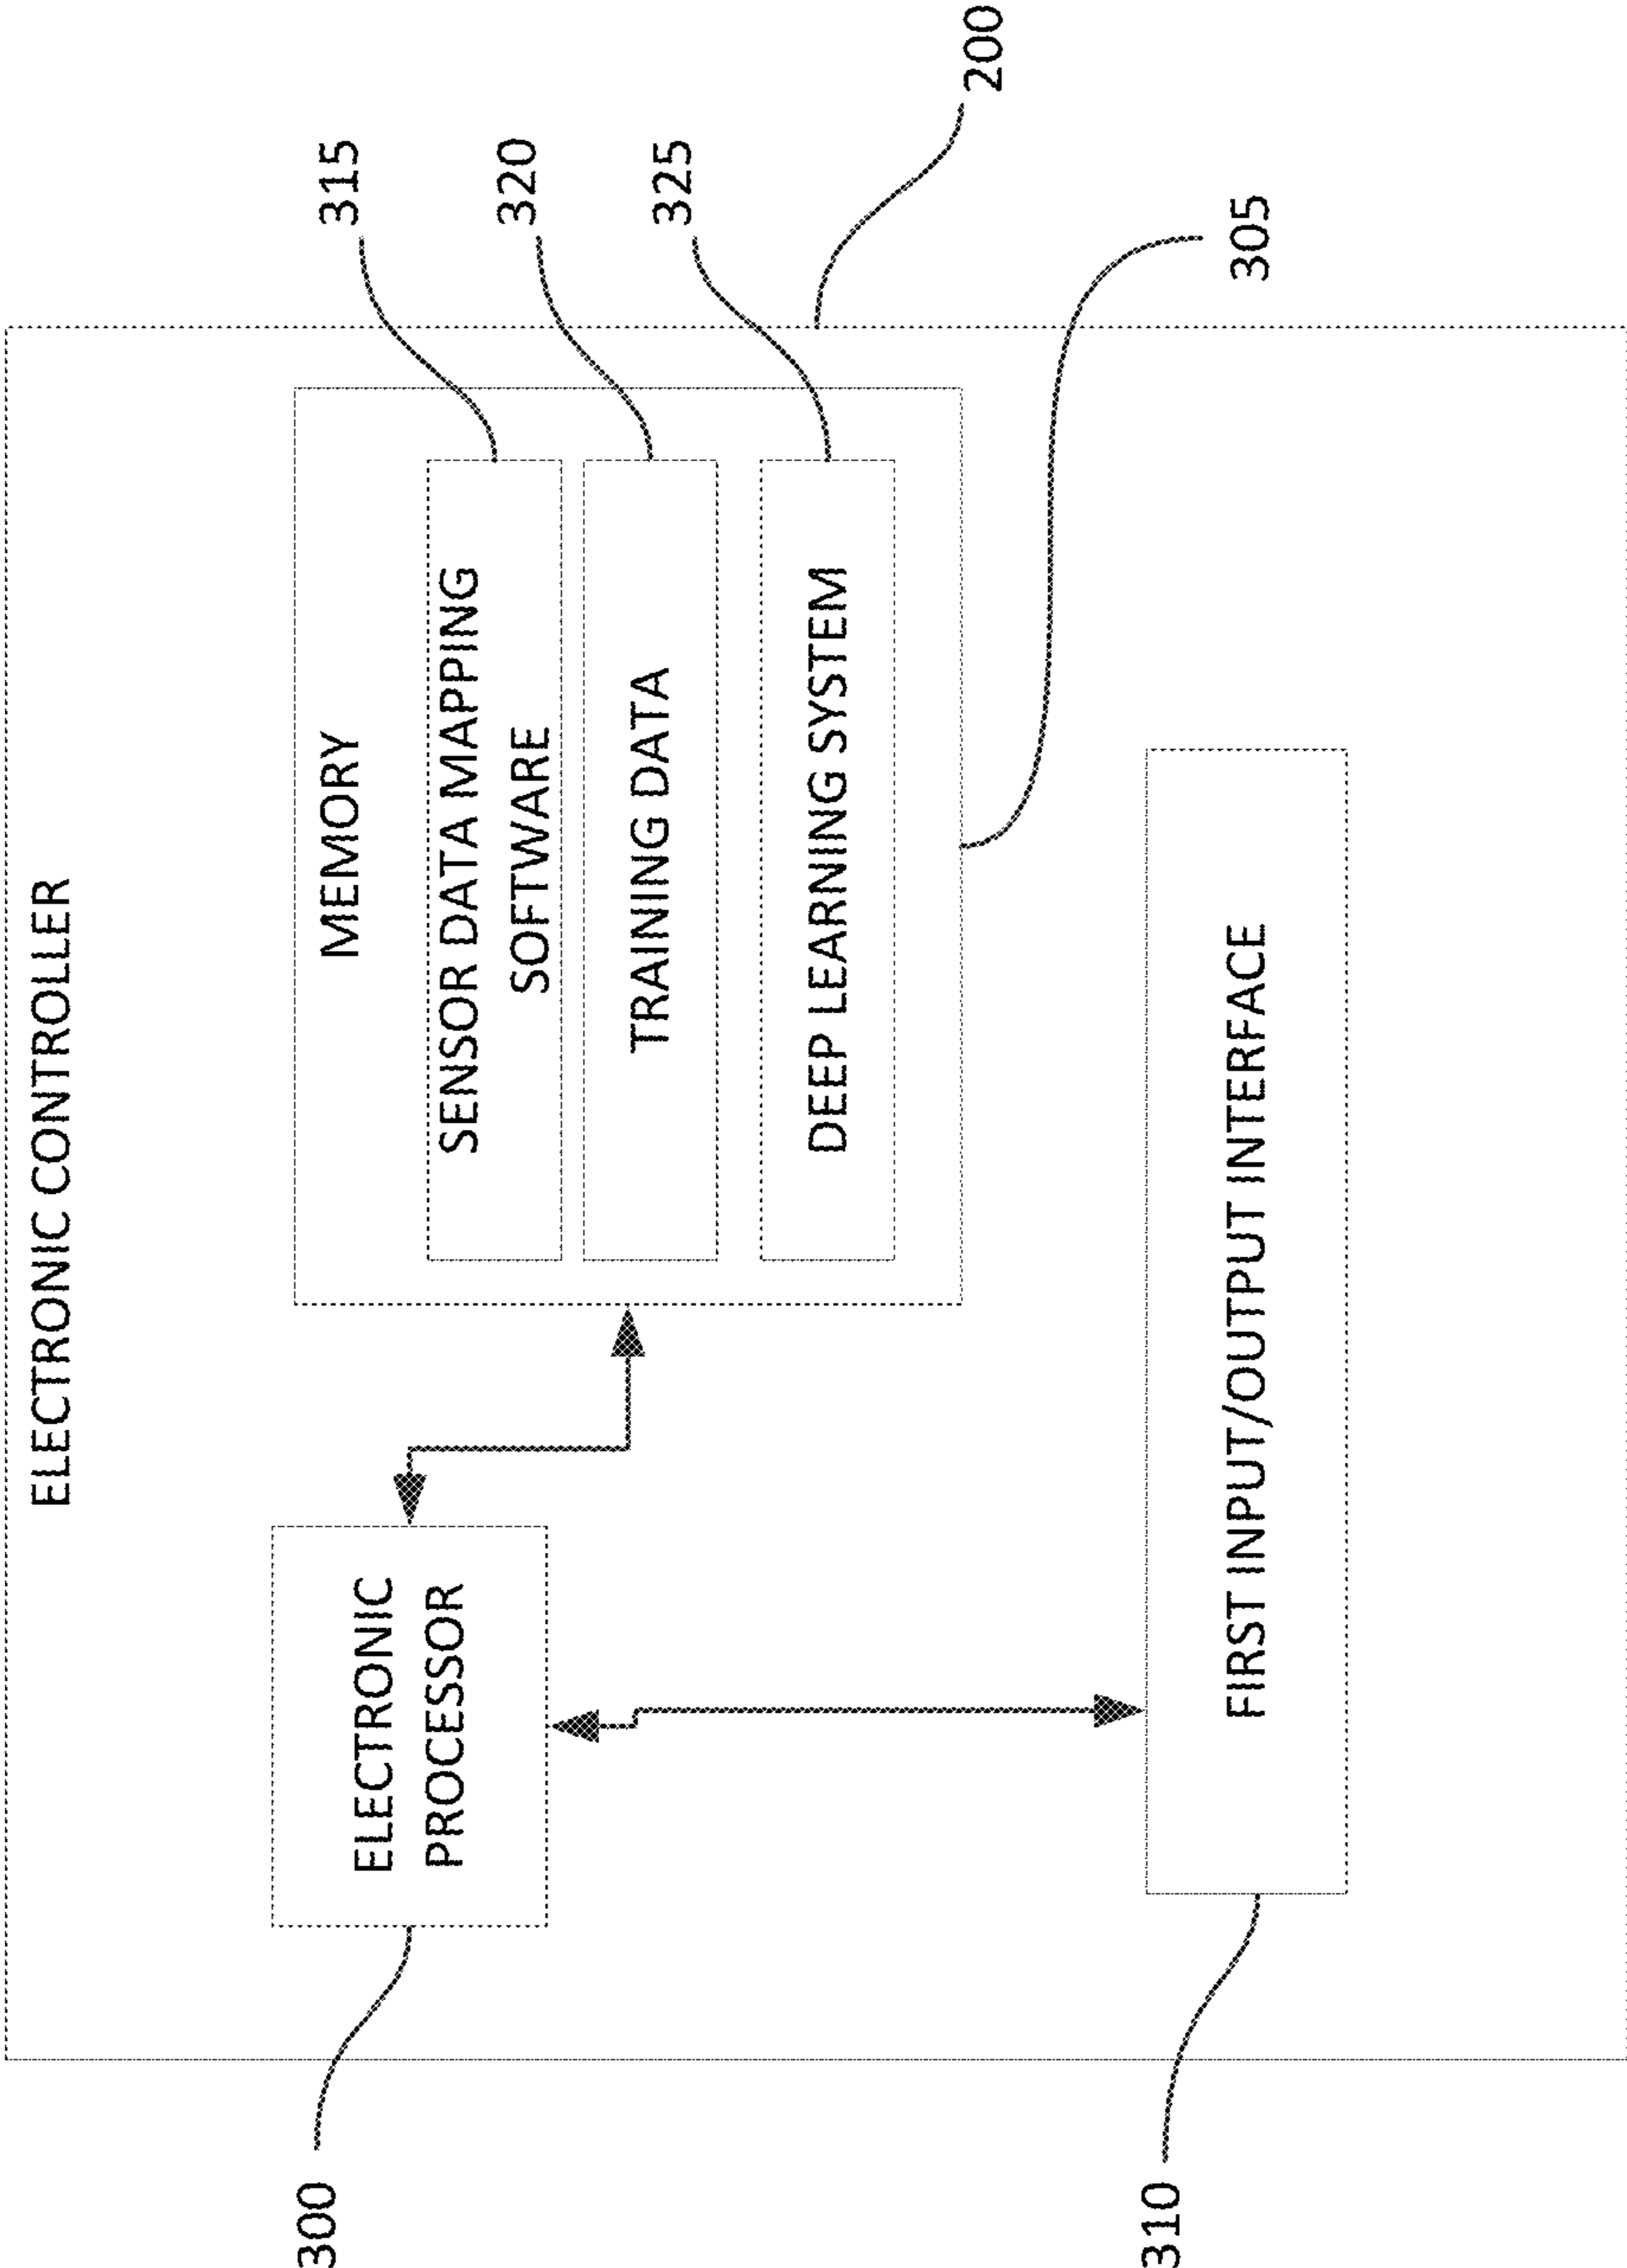 ELECTRONIC CONTROLLER
300
ELECTRONIC
PROCESSOR
MEMORY
SENSOR DATA MAPPING
SOFTWARE
TRAINING DATA
DEEP LEARNING SYSTEM
315
320
325
200
305
FIRST INPUT/OUTPUT INTERFACE
310